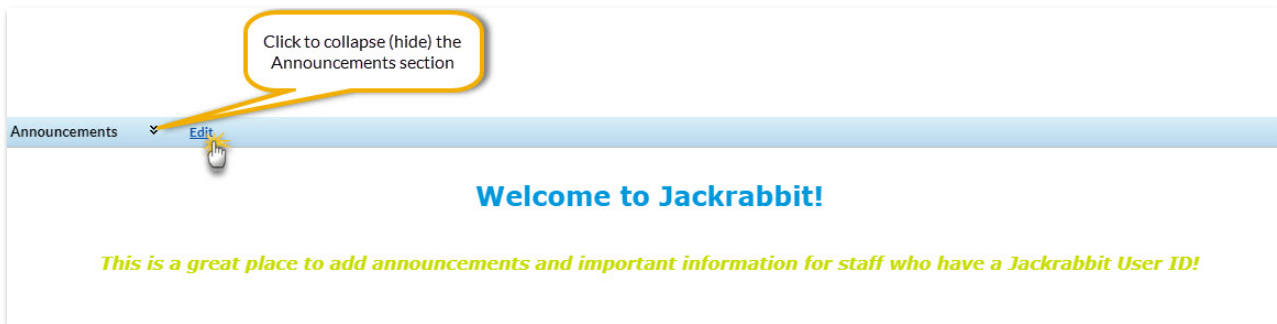 Click to collapse (hide) the
Announcements section
Announcements Edit
Welcome to Jackrabbit!
This is a great place to add announcements and important information for staff who have a Jackrabbit User ID!